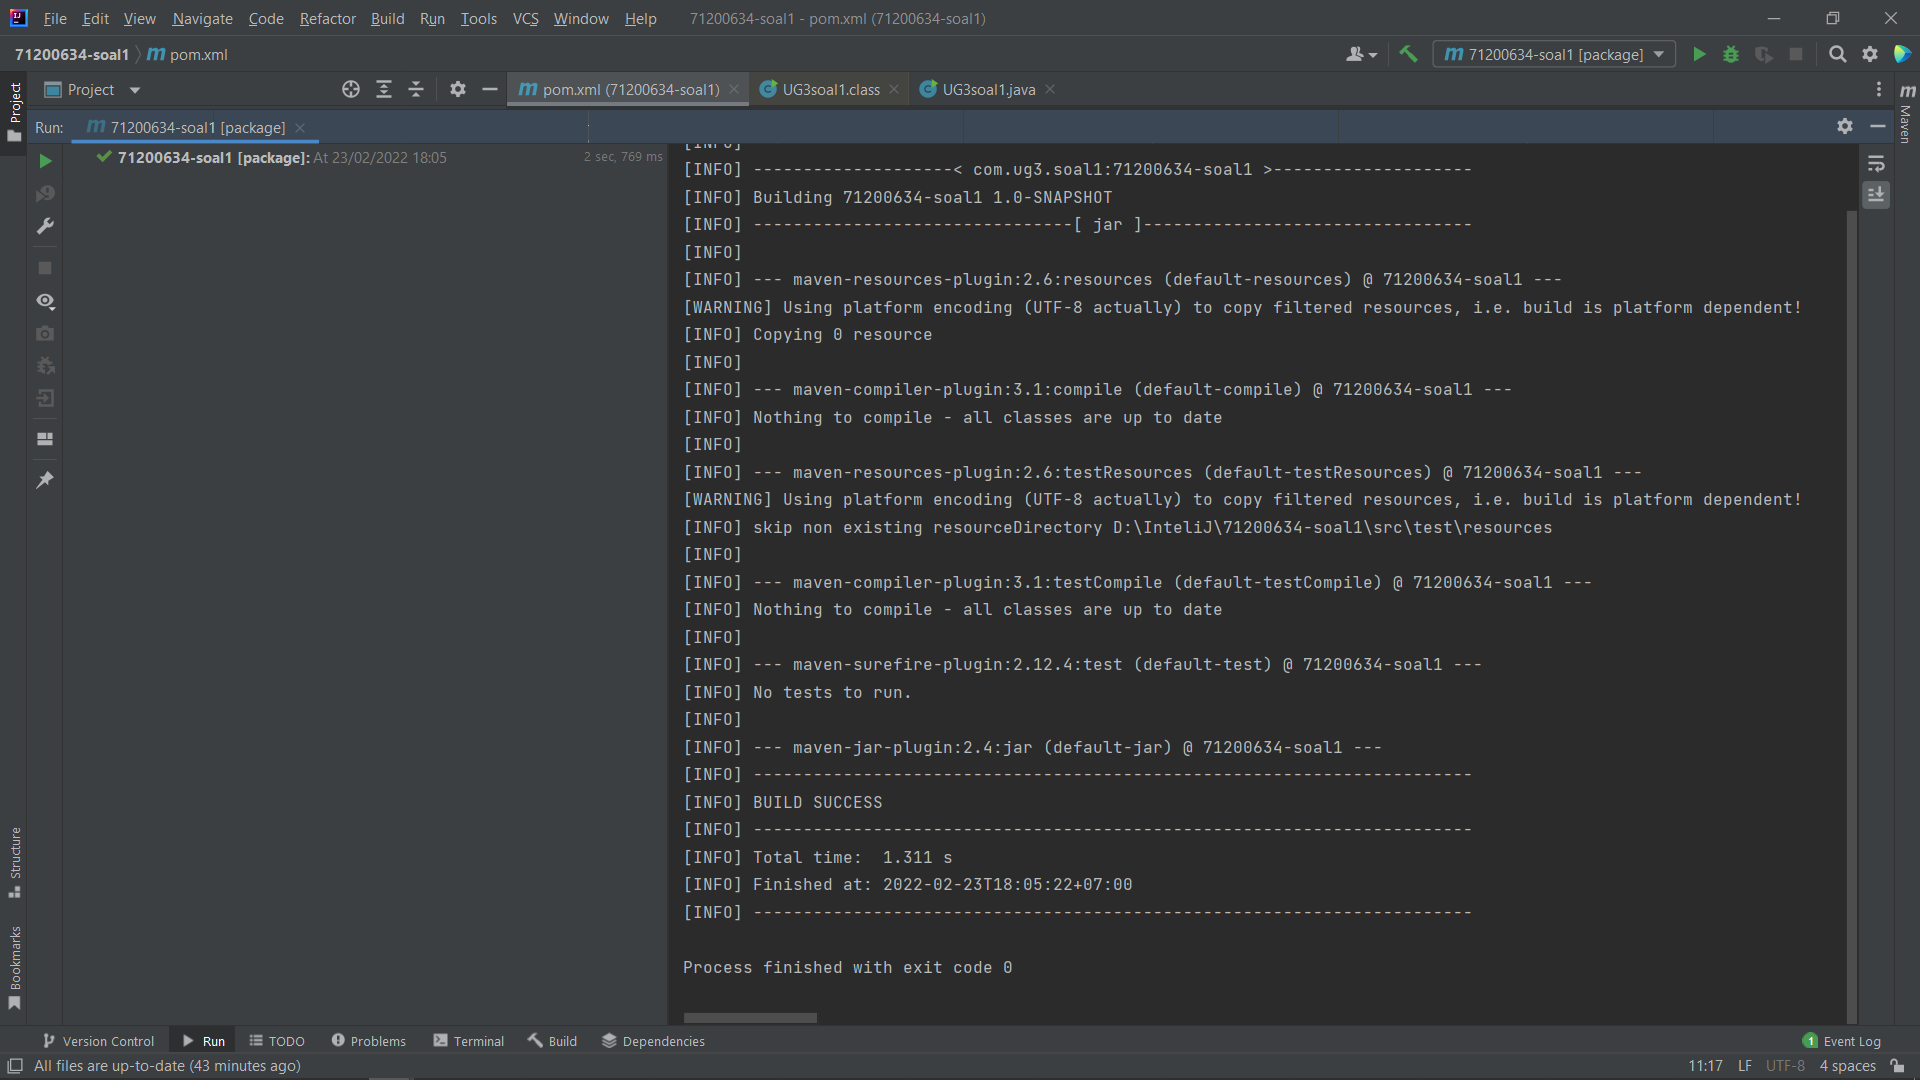 File Edit View Navigate Code Refactor Build Run Tools VCS Window Help 71200634-soal1 - pom.xml (71200634-soal1)
71200634-soal1 pom.xml
71200634-soal1 [package]
Project
Project
pom.xml (71200634-soal1)
UG3soal1.class
UG3soal1.java
Maven
Run: 71200634-soal1 [package]
71200634-soal1 [package]: At 23/02/2022 18:05 2 sec, 769 ms
[INFO]
[INFO] --------------------< com.ug3.soal1:71200634-soal1 >--------------------
[INFO] Building 71200634-soal1 1.0-SNAPSHOT
[INFO] --------------------------------[ jar ]---------------------------------
[INFO]
[INFO] --- maven-resources-plugin:2.6:resources (default-resources) @ 71200634-soal1 ---
[WARNING] Using platform encoding (UTF-8 actually) to copy filtered resources, i.e. build is platform dependent!
[INFO] Copying 0 resource
[INFO]
[INFO] --- maven-compiler-plugin:3.1:compile (default-compile) @ 71200634-soal1 ---
[INFO] Nothing to compile - all classes are up to date
[INFO]
[INFO] --- maven-resources-plugin:2.6:testResources (default-testResources) @ 71200634-soal1 ---
[WARNING] Using platform encoding (UTF-8 actually) to copy filtered resources, i.e. build is platform dependent!
[INFO] skip non existing resourceDirectory D:\InteliJ\71200634-soal1\src\test\resources
[INFO]
[INFO] --- maven-compiler-plugin:3.1:testCompile (default-testCompile) @ 71200634-soal1 ---
[INFO] Nothing to compile - all classes are up to date
[INFO]
[INFO] --- maven-surefire-plugin:2.12.4:test (default-test) @ 71200634-soal1 ---
[INFO] No tests to run.
[INFO]
[INFO] --- maven-jar-plugin:2.4:jar (default-jar) @ 71200634-soal1 ---
[INFO] ------------------------------------------------------------------------
[INFO] BUILD SUCCESS
[INFO] ------------------------------------------------------------------------
[INFO] Total time:  1.311 s
[INFO] Finished at: 2022-02-23T18:05:22+07:00
[INFO] ------------------------------------------------------------------------
Process finished with exit code 0
Structure
Bookmarks
Version Control Run TODO Problems Terminal Build Dependencies 1 Event Log
All files are up-to-date (43 minutes ago) 11:17 LF UTF-8 4 spaces